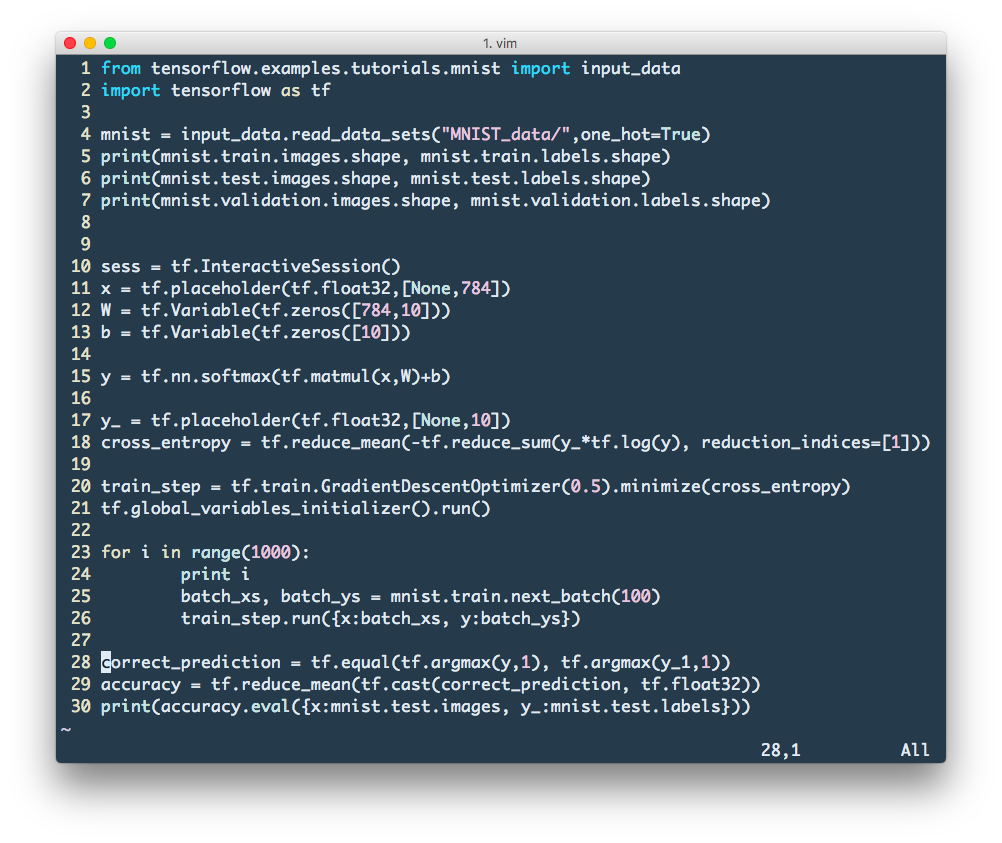 1. vim
1 from tensorflow.examples.tutorials.mnist import input_data
2 import tensorflow as tf
3
4 mnist = input_data.read_data_sets("MNIST_data/",one_hot=True)
5 print(mnist.train.images.shape, mnist.train.labels.shape)
6 print(mnist.test.images.shape, mnist.test.labels.shape)
7 print(mnist.validation.images.shape, mnist.validation.labels.shape)
8
9
10 sess = tf.InteractiveSession()
11 x = tf.placeholder(tf.float32,[None,784])
12 W = tf.Variable(tf.zeros([784,10]))
13 b = tf.Variable(tf.zeros([10]))
14
15 y = tf.nn.softmax(tf.matmul(x,W)+b)
16
17 y_ = tf.placeholder(tf.float32,[None,10])
18 cross_entropy = tf.reduce_mean(-tf.reduce_sum(y_*tf.log(y), reduction_indices=[1]))
19
20 train_step = tf.train.GradientDescentOptimizer(0.5).minimize(cross_entropy)
21 tf.global_variables_initializer().run()
22
23 for i in range(1000):
24         print i
25         batch_xs, batch_ys = mnist.train.next_batch(100)
26         train_step.run({x:batch_xs, y:batch_ys})
27
28 correct_prediction = tf.equal(tf.argmax(y,1), tf.argmax(y_1,1))
29 accuracy = tf.reduce_mean(tf.cast(correct_prediction, tf.float32))
30 print(accuracy.eval({x:mnist.test.images, y_:mnist.test.labels}))
~
28,1 All